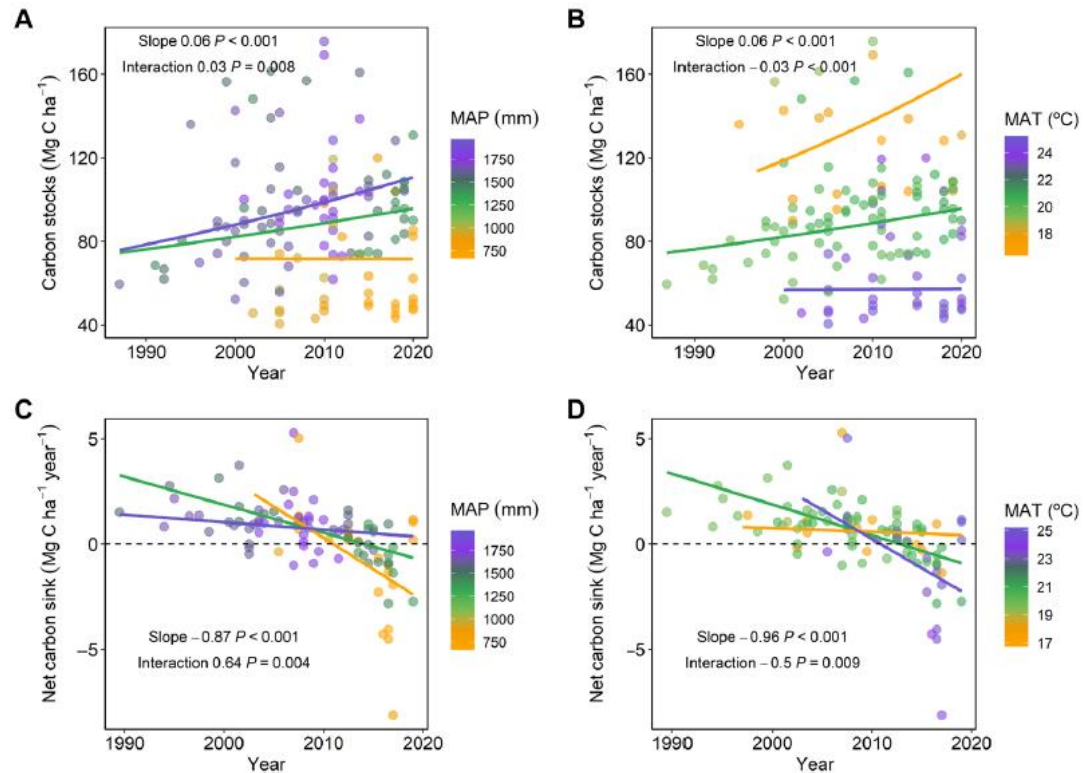 A
Slope 0.06 P < 0.001
Interaction 0.03 P = 0.008
Carbon stocks (Mg C ha⁻¹)
160
120
80
40
1990
2000
2010
2020
Year
MAP (mm)
1750
1500
1250
1000
750
B
Slope 0.06 P < 0.001
Interaction −0.03 P < 0.001
Carbon stocks (Mg C ha⁻¹)
160
120
80
40
1990
2000
2010
2020
Year
MAT (ºC)
24
22
20
18
C
Net carbon sink (Mg C ha⁻¹ year⁻¹)
5
0
−5
Slope −0.87 P < 0.001
Interaction 0.64 P = 0.004
1990
2000
2010
2020
Year
MAP (mm)
1750
1500
1250
1000
750
D
Net carbon sink (Mg C ha⁻¹ year⁻¹)
5
0
−5
Slope −0.96 P < 0.001
Interaction −0.5 P = 0.009
1990
2000
2010
2020
Year
MAT (ºC)
25
23
21
19
17